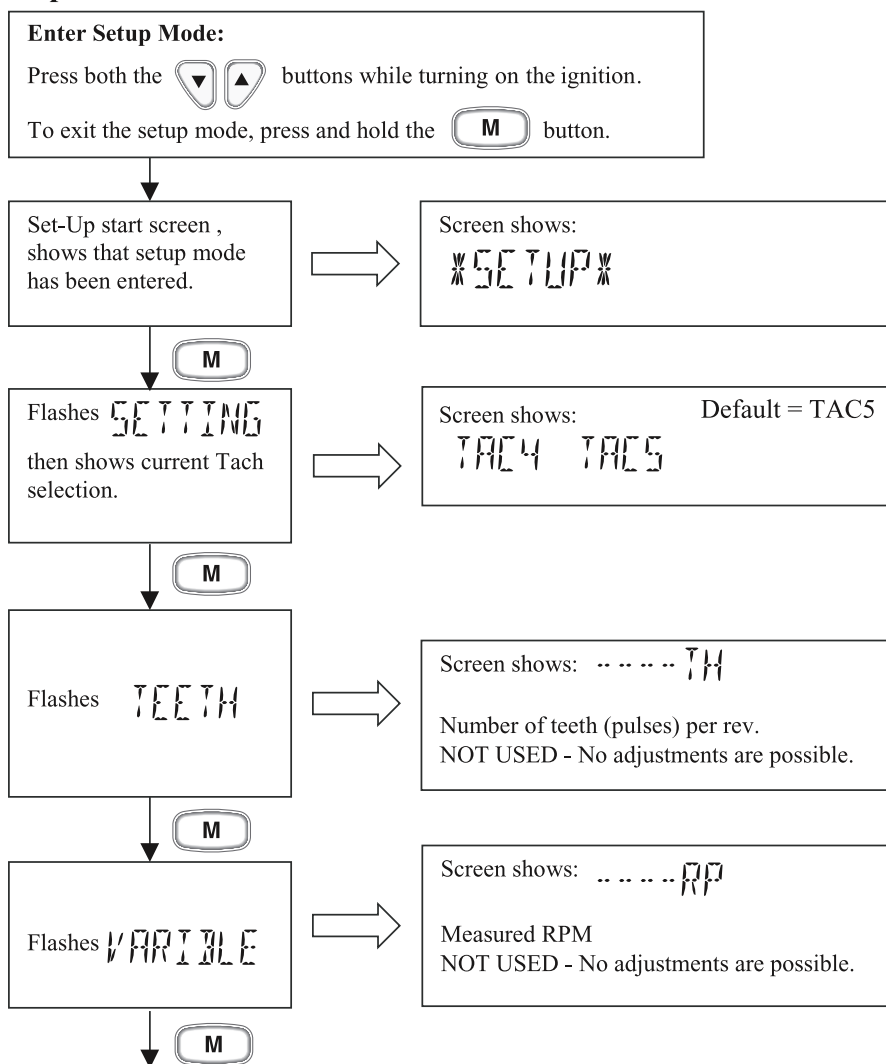 Enter Setup Mode:
Press both the ▼ ▲ buttons while turning on the ignition.
To exit the setup mode, press and hold the M button.
Set-Up start screen ,
shows that setup mode
has been entered.
Screen shows:
*SETUP*
M
Flashes SETTING
then shows current Tach
selection.
Screen shows: Default = TAC5
TAC4 TAC5
M
Flashes TEETH
Screen shows: ----TH
Number of teeth (pulses) per rev.
NOT USED - No adjustments are possible.
M
Flashes VARIBLE
Screen shows: ----RP
Measured RPM
NOT USED - No adjustments are possible.
M